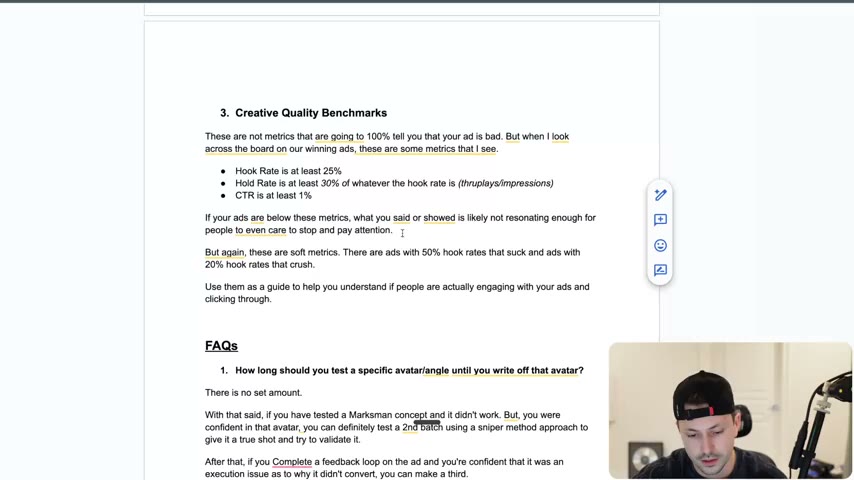 3. Creative Quality Benchmarks
These are not metrics that are going to 100% tell you that your ad is bad. But when I look
across the board on our winning ads, these are some metrics that I see.
● Hook Rate is at least 25%
● Hold Rate is at least 30% of whatever the hook rate is (thruplays/impressions)
● CTR is at least 1%
If your ads are below these metrics, what you said or showed is likely not resonating enough for
people to even care to stop and pay attention.
But again, these are soft metrics. There are ads with 50% hook rates that suck and ads with
20% hook rates that crush.
Use them as a guide to help you understand if people are actually engaging with your ads and
clicking through.
FAQs
1. How long should you test a specific avatar/angle until you write off that avatar?
There is no set amount.
With that said, if you have tested a Marksman concept and it didn't work. But, you were
confident in that avatar, you can definitely test a 2nd batch using a sniper method approach to
give it a true shot and try to validate it.
After that, if you Complete a feedback loop on the ad and you're confident that it was an
execution issue as to why it didn't convert, you can make a third.